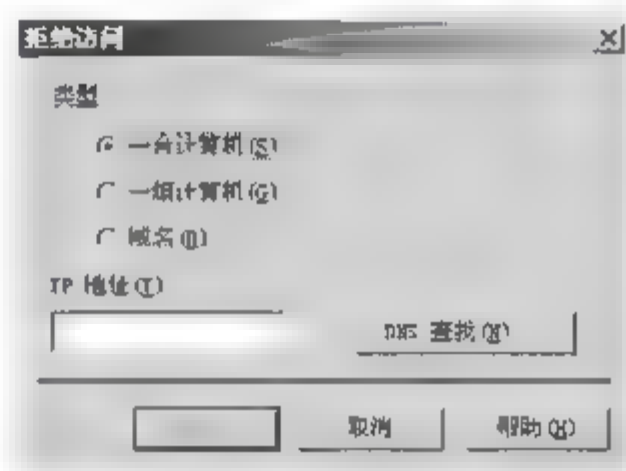 拒绝访问
类型
一台计算机(S)
一组计算机(G)
域名(D)
IP 地址(I)
DNS 查找(R)
取消
帮助(H)